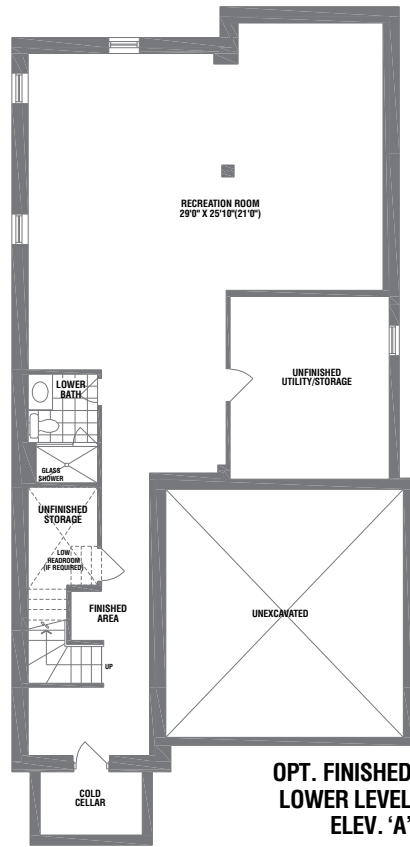 RECREATION ROOM
29'0" X 25'10"(21'0")
UNFINISHED
UTILITY/STORAGE
LOWER
BATH
GLASS
SHOWER
UNFINISHED
STORAGE
LOW
HEADROOM
(IF REQUIRED)
FINISHED
AREA
UNEXCAVATED
UP
COLD
CELLAR
OPT. FINISHED
LOWER LEVEL
ELEV. ‘A’